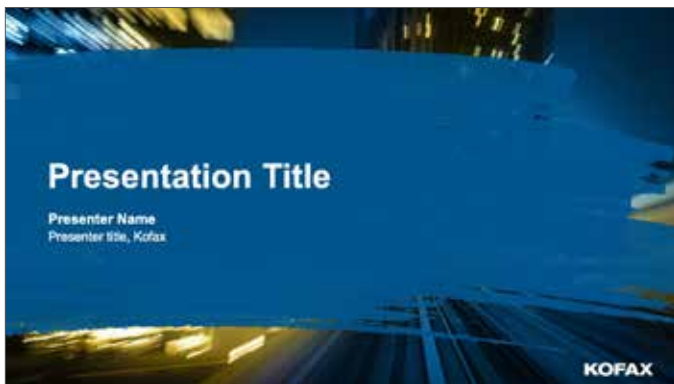 Presentation Title
Presenter Name
Presenter title, Kofax
KOFAX